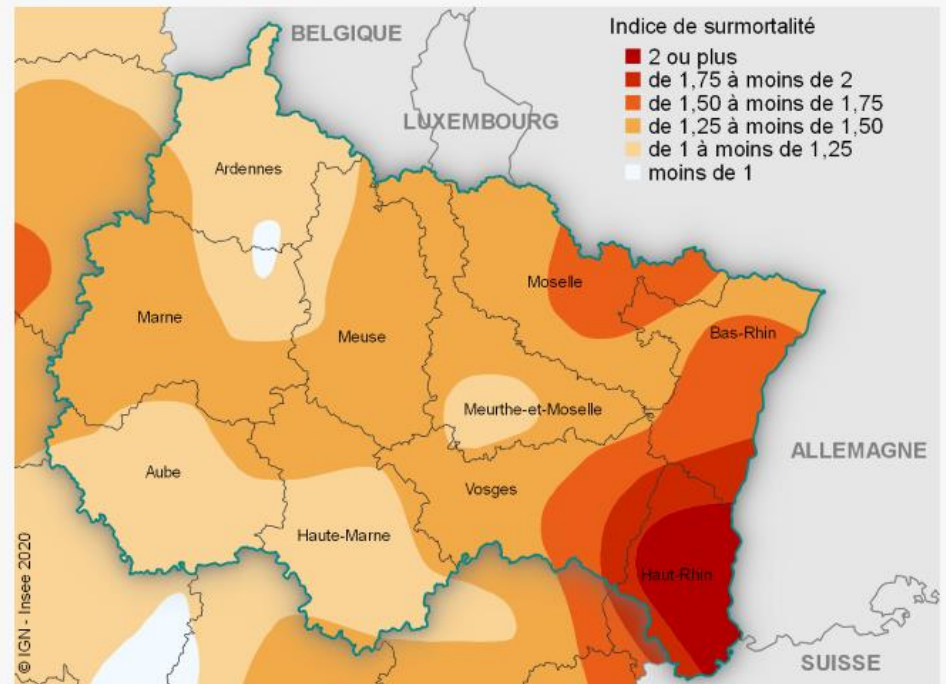 Indice de surmortalité
2 ou plus
de 1,75 à moins de 2
de 1,50 à moins de 1,75
de 1,25 à moins de 1,50
de 1 à moins de 1,25
moins de 1
BELGIQUE
LUXEMBOURG
Ardennes
Moselle
Marne
Meuse
Bas-Rhin
Meurthe-et-Moselle
ALLEMAGNE
Aube
Vosges
Haute-Marne
Haut-Rhin
SUISSE
© IGN - Insee 2020